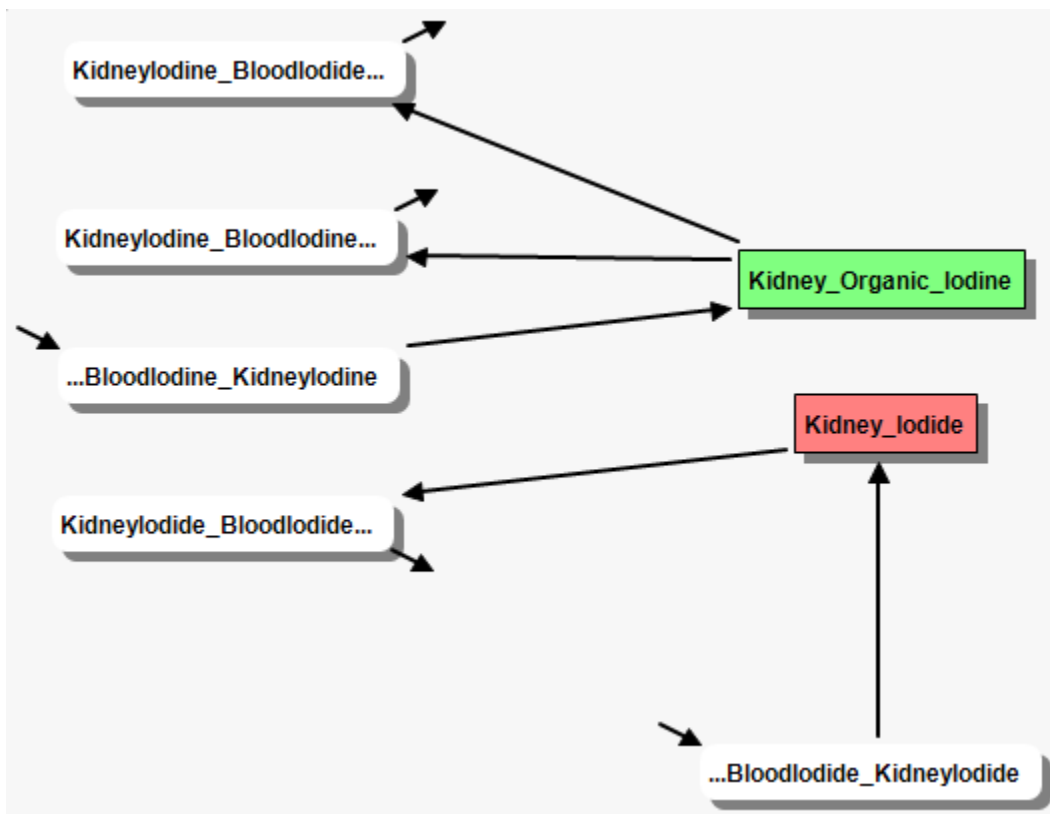 KidneyIodine_BloodIodide...
KidneyIodine_BloodIodine...
Kidney_Organic_Iodine
...BloodIodine_KidneyIodine
Kidney_Iodide
KidneyIodide_BloodIodide...
...BloodIodide_KidneyIodide